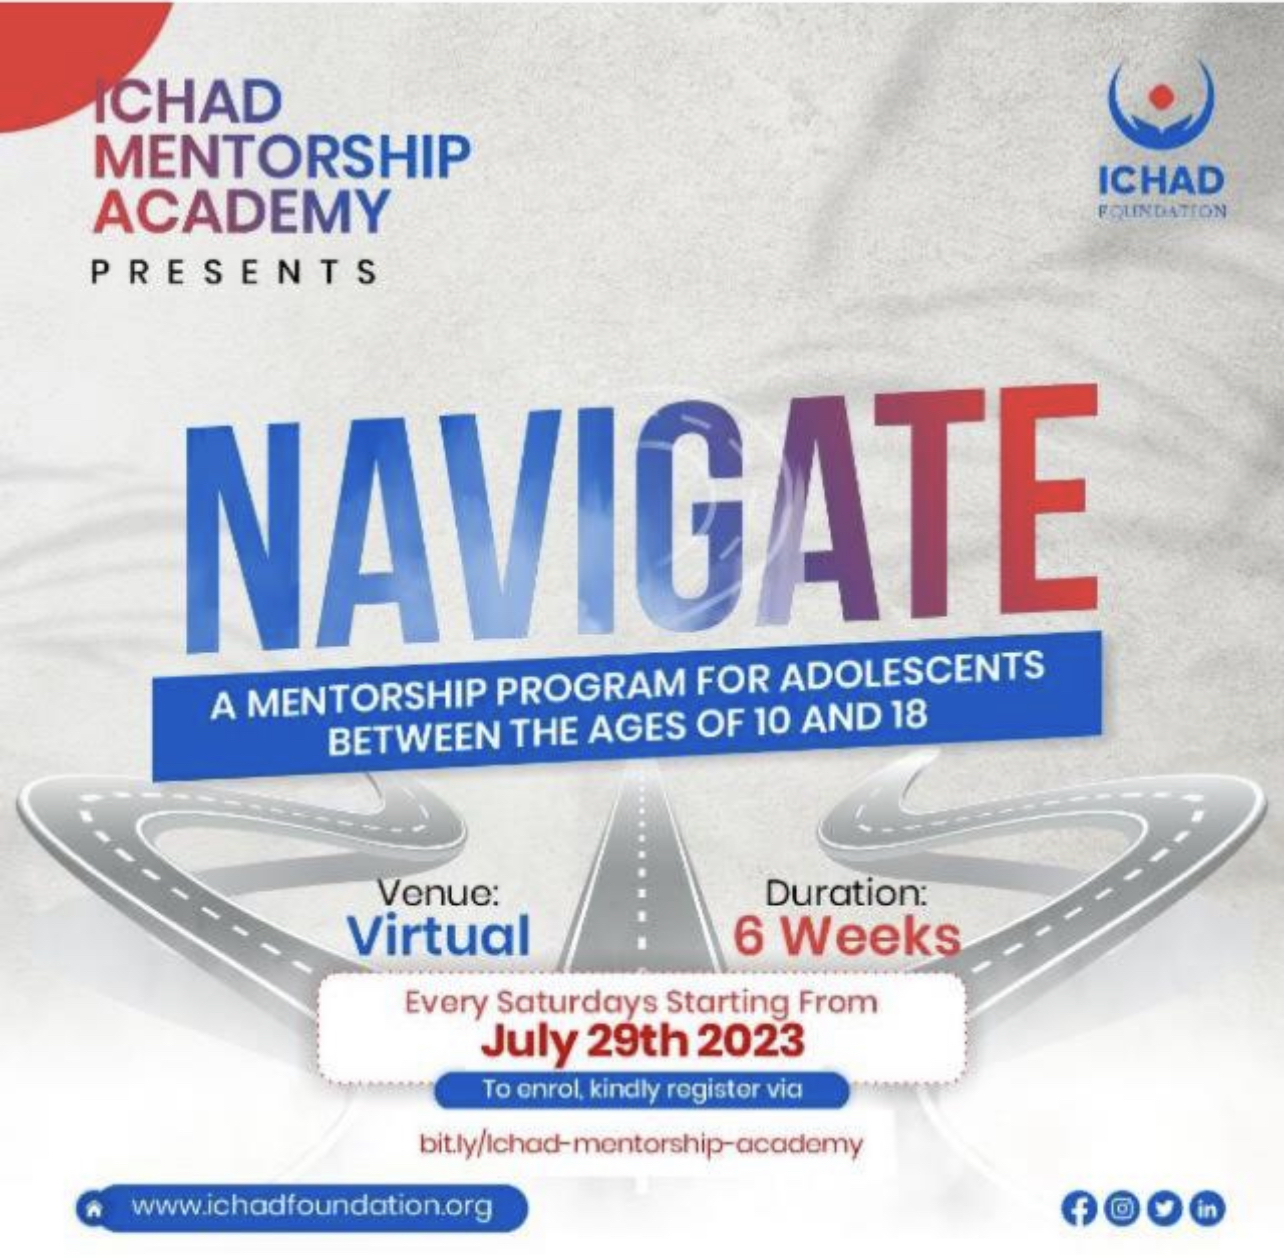 ICHAD
MENTORSHIP
ACADEMY
PRESENTS
ICHAD
FOUNDATION
NAVIGATE
A MENTORSHIP PROGRAM FOR ADOLESCENTS
BETWEEN THE AGES OF 10 AND 18
Venue:
Virtual
Duration:
6 Weeks
Every Saturdays Starting From
July 29th 2023
To enrol, kindly register via
bit.ly/Ichad-mentorship-academy
www.ichadfoundation.org